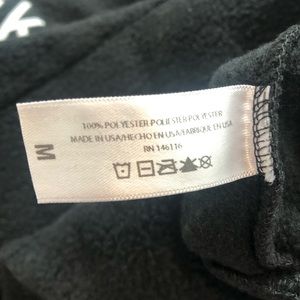 100% POLYESTER-POLIESTER-POLYESTER
MADE IN USA/HECHO EN USA/FABRIQUE EN USA
RN 146116
M